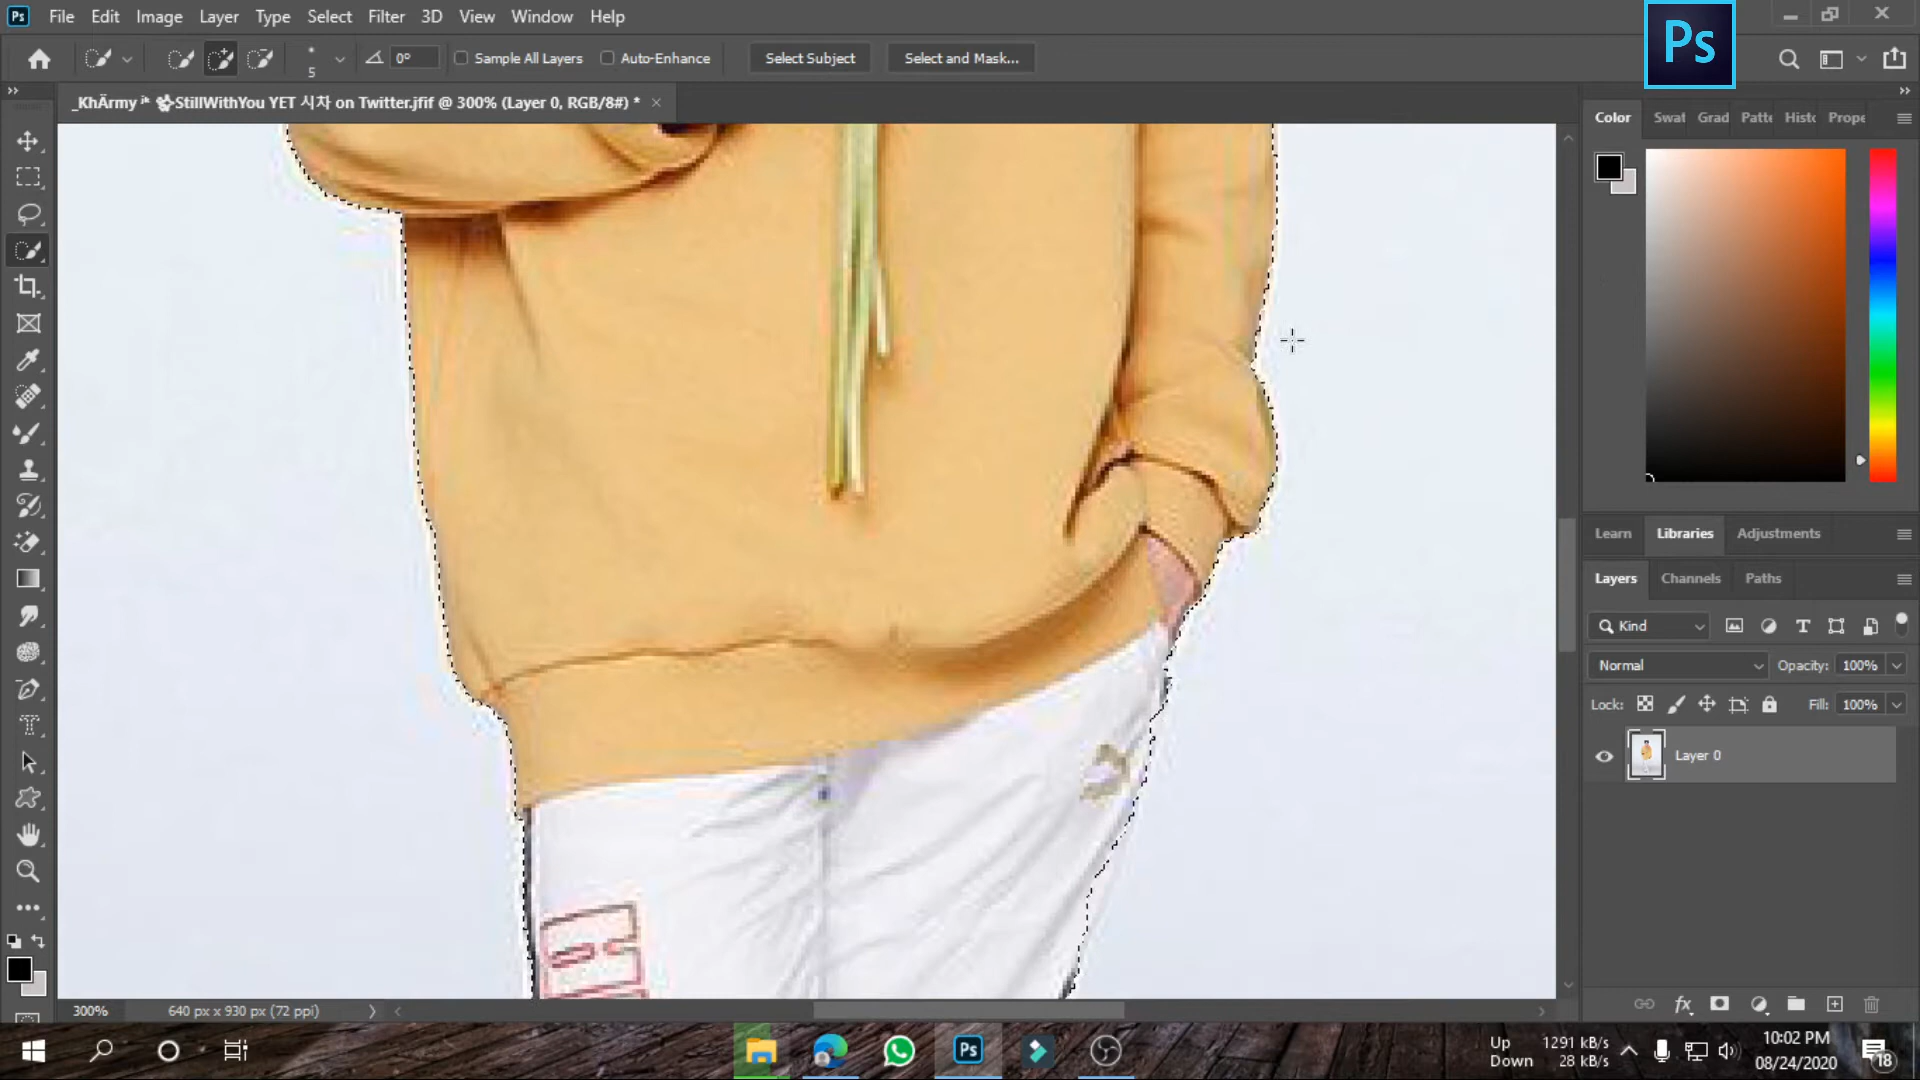 Ps File Edit Image Layer Type Select Filter 3D View Window Help
Ps
5 0° Sample All Layers Auto-Enhance Select Subject Select and Mask...
_KhÄrmy StillWithYou YET 시차 on Twitter.jfif @ 300% (Layer 0, RGB/8#) *
Color Swat Grad Patte Histo Prope
Learn Libraries Adjustments
Layers Channels Paths
Kind
Normal Opacity: 100%
Lock: Fill: 100%
Layer 0
300% 640 px x 930 px (72 ppi)
Ps
Up 1291 kB/s
Down 28 kB/s
10:02 PM
08/24/2020
18